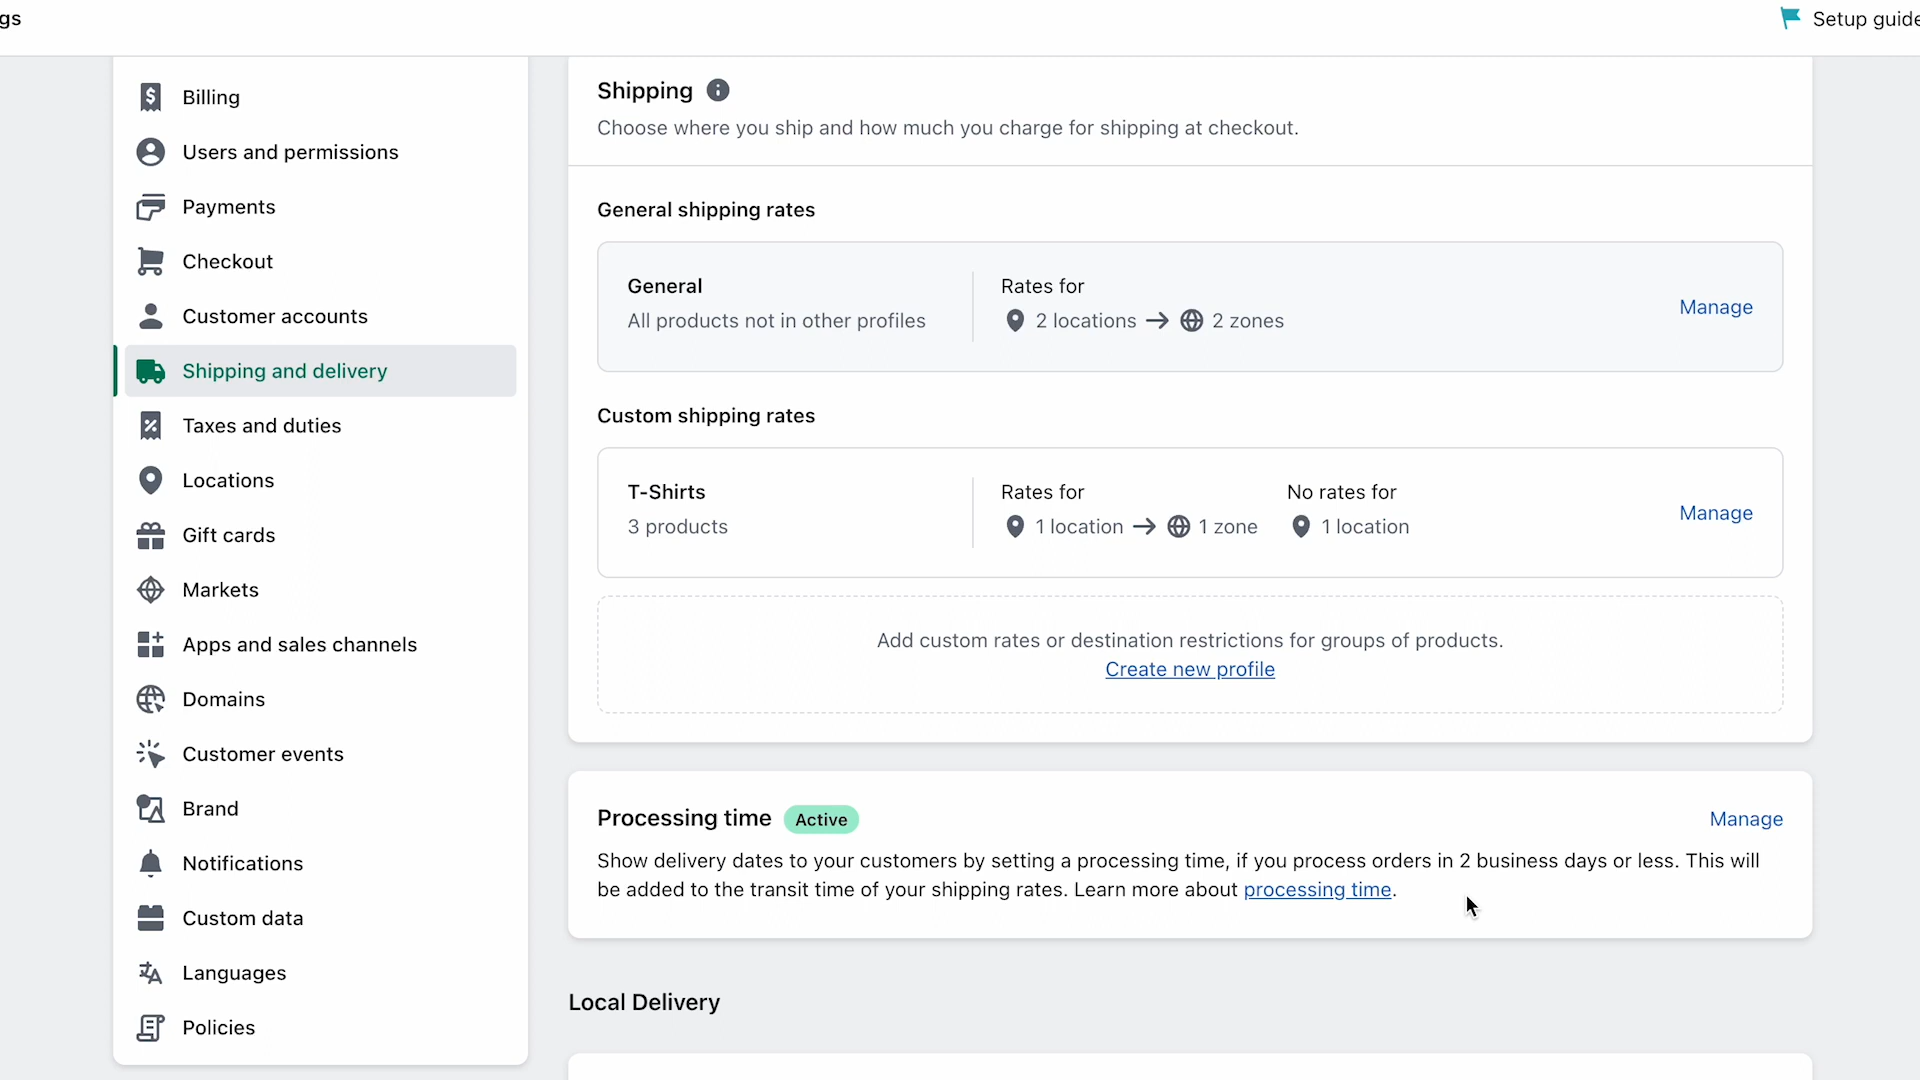 gs
Setup guide
Billing
Users and permissions
Payments
Checkout
Customer accounts
Shipping and delivery
Taxes and duties
Locations
Gift cards
Markets
Apps and sales channels
Domains
Customer events
Brand
Notifications
Custom data
Languages
Policies
Shipping
Choose where you ship and how much you charge for shipping at checkout.
General shipping rates
General
All products not in other profiles
Rates for
2 locations → 2 zones
Manage
Custom shipping rates
T-Shirts
3 products
Rates for
1 location → 1 zone
No rates for
1 location
Manage
Add custom rates or destination restrictions for groups of products.
Create new profile
Processing time Active
Manage
Show delivery dates to your customers by setting a processing time, if you process orders in 2 business days or less. This will
be added to the transit time of your shipping rates. Learn more about processing time.
Local Delivery